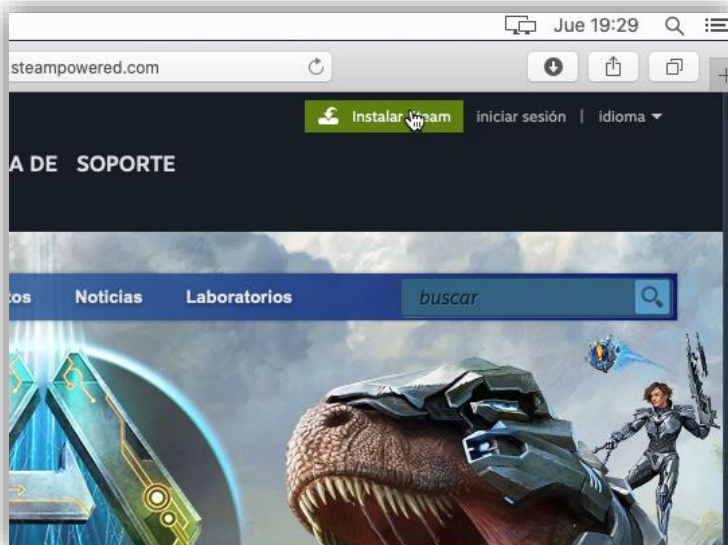 Jue 19:29
steampowered.com
Instalar Steam iniciar sesión | idioma
A DE SOPORTE
tos Noticias Laboratorios buscar